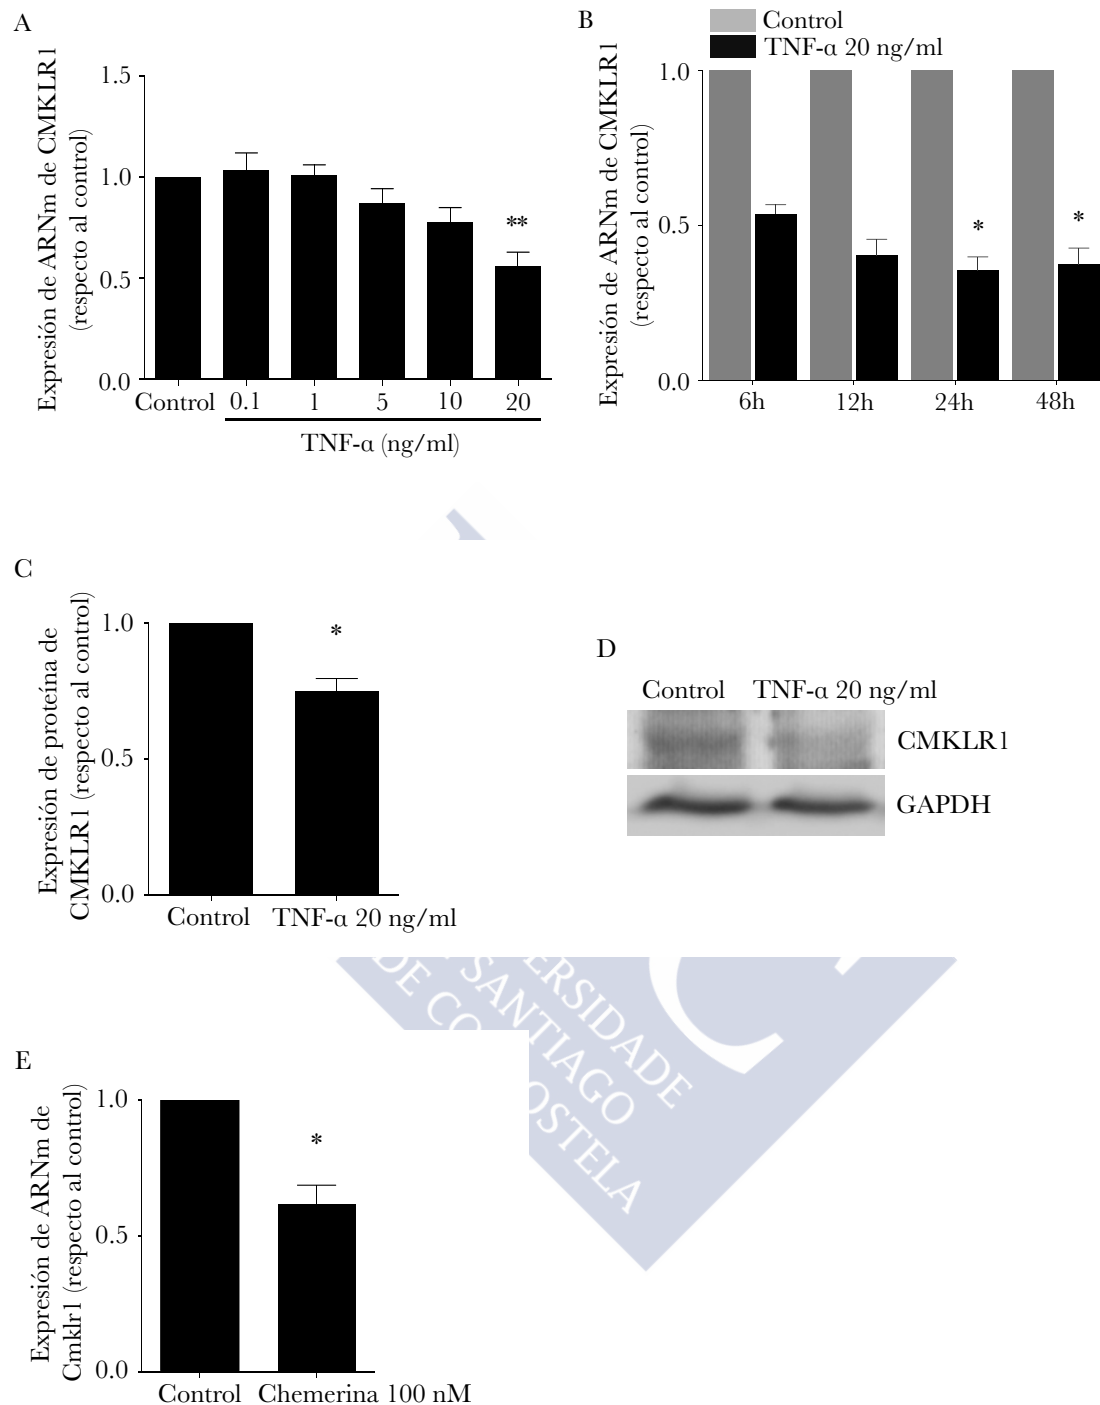 A
Expresión de ARNm de CMKLR1
(respecto al control)
1.5
1.0
0.5
0.0
**
Control 0.1 1 5 10 20
TNF-α (ng/ml)
B
Control
TNF-α 20 ng/ml
Expresión de ARNm de CMKLR1
(respecto al control)
1.0
0.5
0.0
* *
6h 12h 24h 48h
C
Expresión de proteína de
CMKLR1 (respecto al control)
1.0
0.5
0.0
*
Control TNF-α 20 ng/ml
D
Control TNF-α 20 ng/ml
CMKLR1
GAPDH
ERSIDADE
SANTIAGO
DE CO
OSTELA
E
Expresión de ARNm de
Cmklr1 (respecto al control)
1.0
0.5
0.0
*
Control Chemerina 100 nM